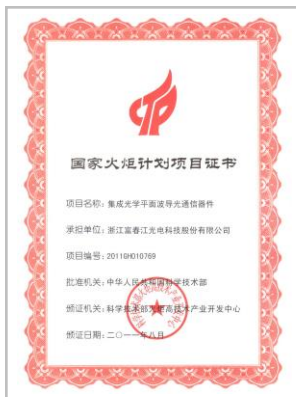 国家火炬计划项目证书
项目名称：集成光学平面波导光通信器件
承担单位：浙江富春江光电科技股份有限公司
项目编号：2011GH010769
批准机关：中华人民共和国科学技术部
颁证机关：科学技术部火炬高技术产业开发中心
颁证日期：二〇一一年八月